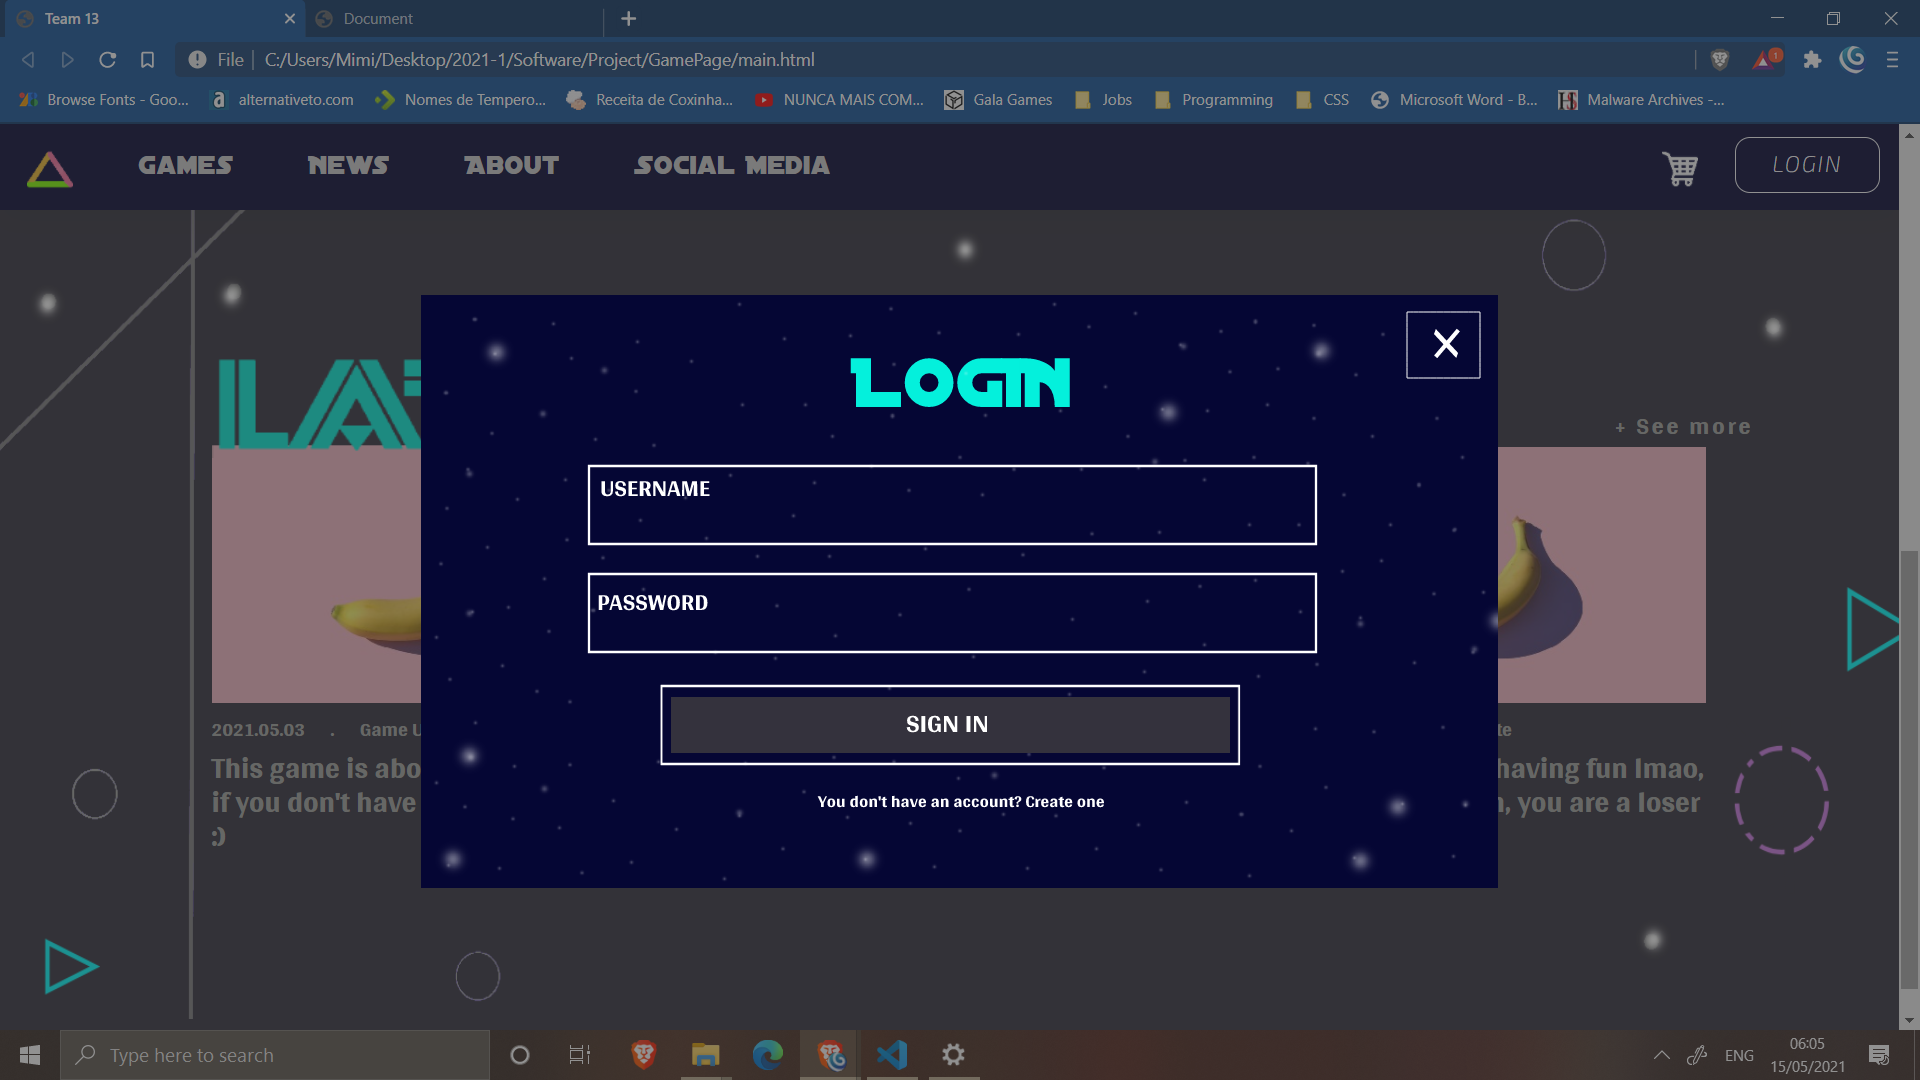 Team 13
Document
File
C:/Users/Mimi/Desktop/2021-1/Software/Project/GamePage/main.html
1
Browse Fonts - Goo...
alternativeto.com
Nomes de Tempero...
Receita de Coxinha...
NUNCA MAIS COM...
Gala Games
Jobs
Programming
CSS
Microsoft Word - B...
Malware Archives -...
GAMES
NEWS
ABOUT
SOCIAL MEDIA
LOGIN
X
LOGIN
LA
+ See more
USERNAME
PASSWORD
SIGN IN
You don't have an account? Create one
2021.05.03 . Game U
te
This game is abo
if you don't have
:)
having fun lmao,
, you are a loser
Type here to search
ENG
06:05
15/05/2021